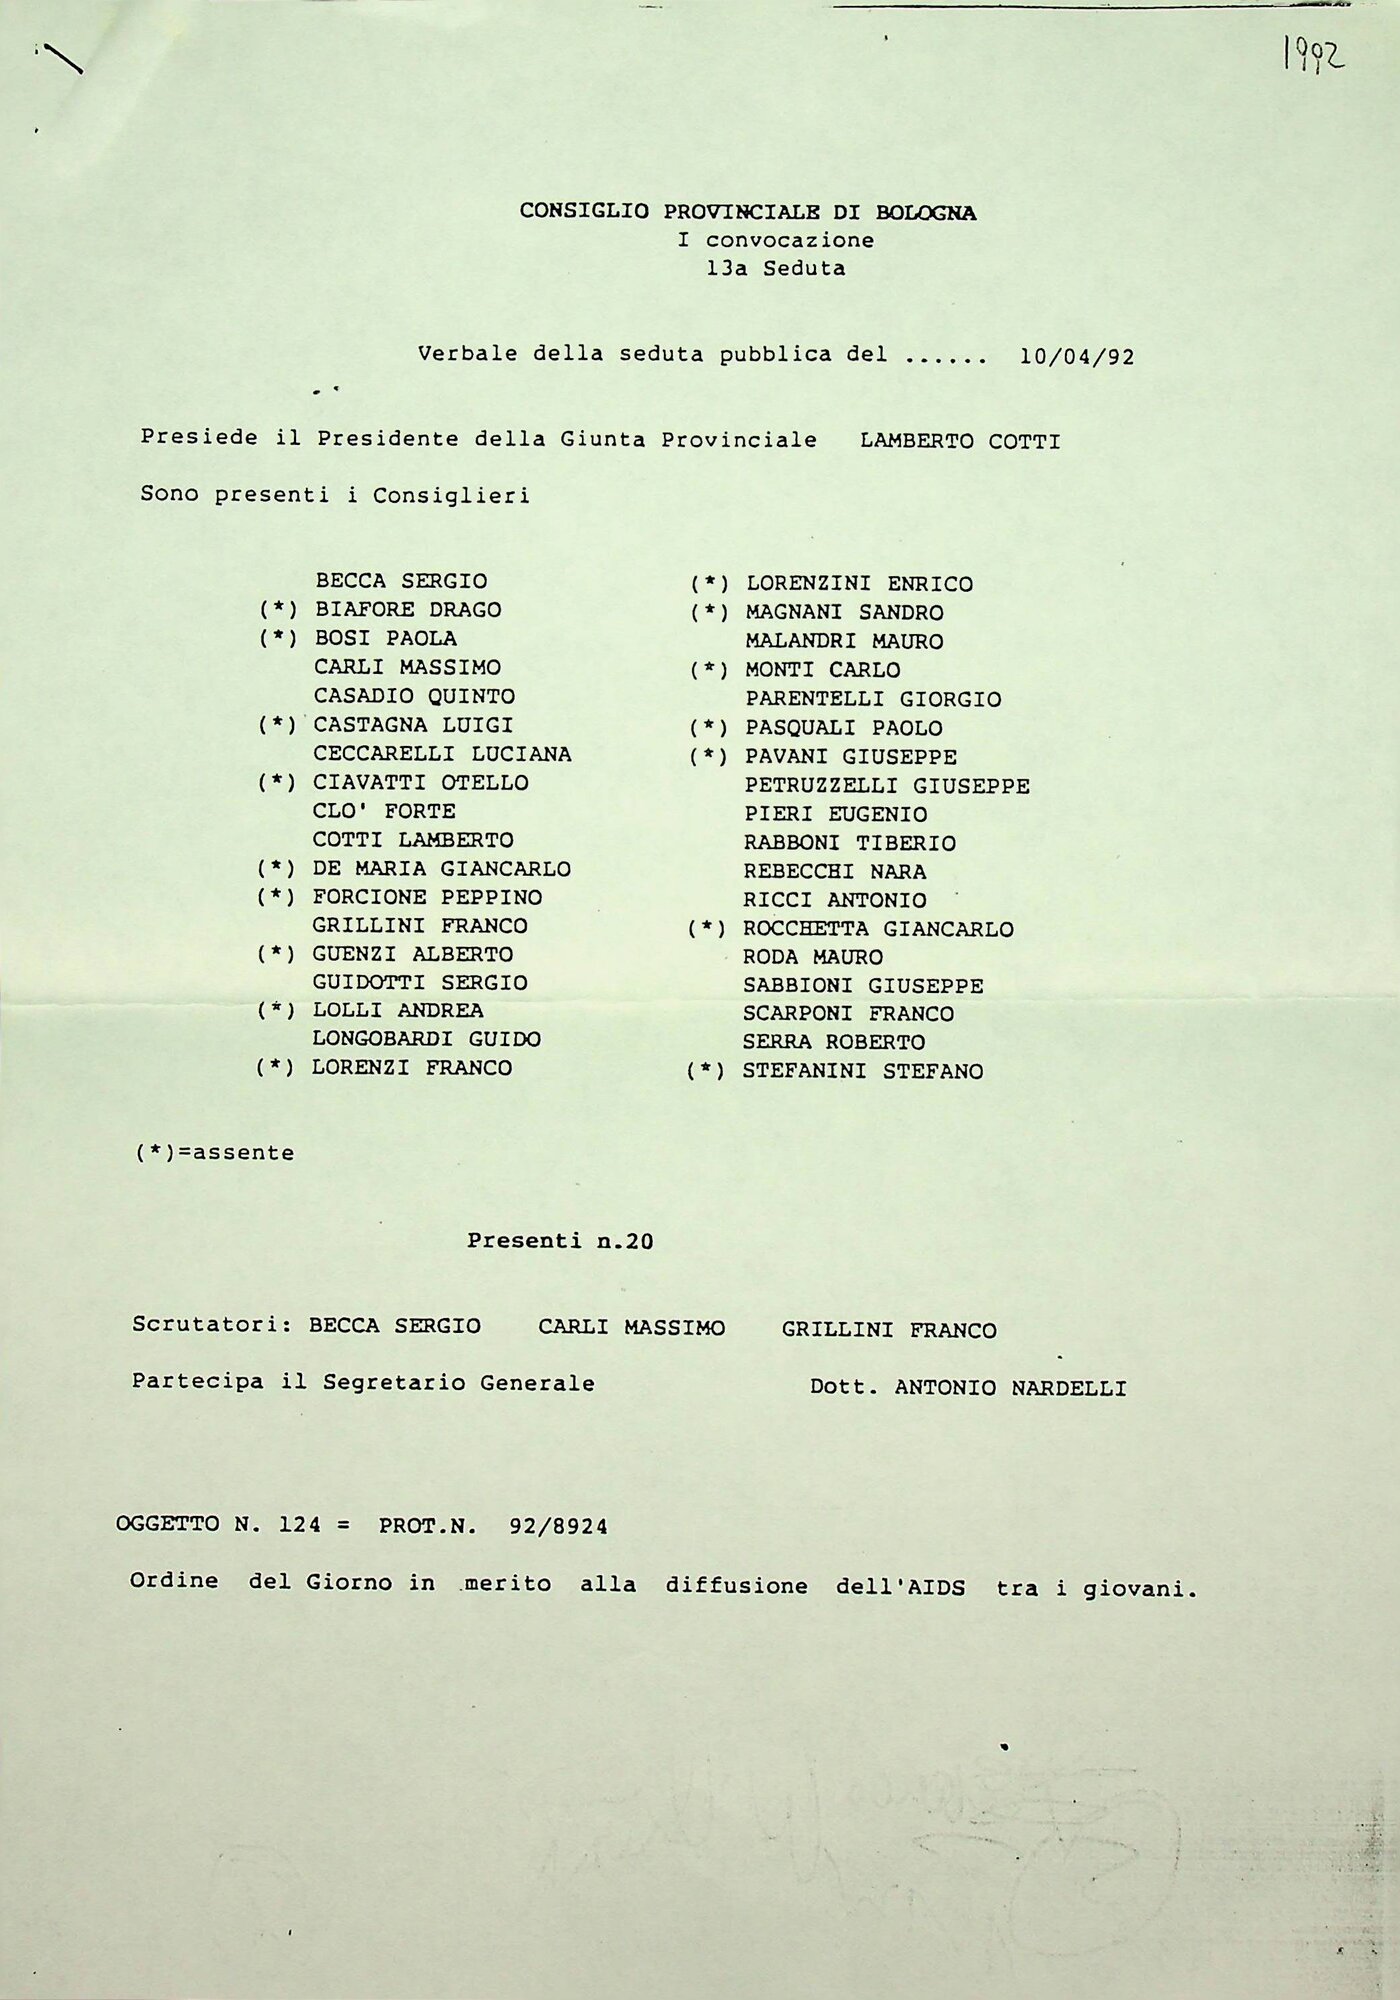 1992
CONSIGLIO PROVINCIALE DI BOLOGNA
I convocazione
13a Seduta
Verbale della seduta pubblica del ...... 10/04/92
Presiede il Presidente della Giunta Provinciale LAMBERTO COTTI
Sono presenti i Consiglieri
BECCA SERGIO
(*) BIAFORE DRAGO
(*) BOSI PAOLA
CARLI MASSIMO
CASADIO QUINTO
(*) CASTAGNA LUIGI
CECCARELLI LUCIANA
(*) CIAVATTI OTELLO
CLO' FORTE
COTTI LAMBERTO
(*) DE MARIA GIANCARLO
(*) FORCIONE PEPPINO
GRILLINI FRANCO
(*) GUENZI ALBERTO
GUIDOTTI SERGIO
(*) LOLLI ANDREA
LONGOBARDI GUIDO
(*) LORENZI FRANCO
(*) LORENZINI ENRICO
(*) MAGNANI SANDRO
MALANDRI MAURO
(*) MONTI CARLO
PARENTELLI GIORGIO
(*) PASQUALI PAOLO
(*) PAVANI GIUSEPPE
PETRUZZELLI GIUSEPPE
PIERI EUGENIO
RABBONI TIBERIO
REBECCHI NARA
RICCI ANTONIO
(*) ROCCHETTA GIANCARLO
RODA MAURO
SABBIONI GIUSEPPE
SCARPONI FRANCO
SERRA ROBERTO
(*) STEFANINI STEFANO
(*)=assente
Presenti n.20
Scrutatori: BECCA SERGIO CARLI MASSIMO GRILLINI FRANCO
Partecipa il Segretario Generale Dott. ANTONIO NARDELLI
OGGETTO N. 124 = PROT.N. 92/8924
Ordine del Giorno in merito alla diffusione dell'AIDS tra i giovani.